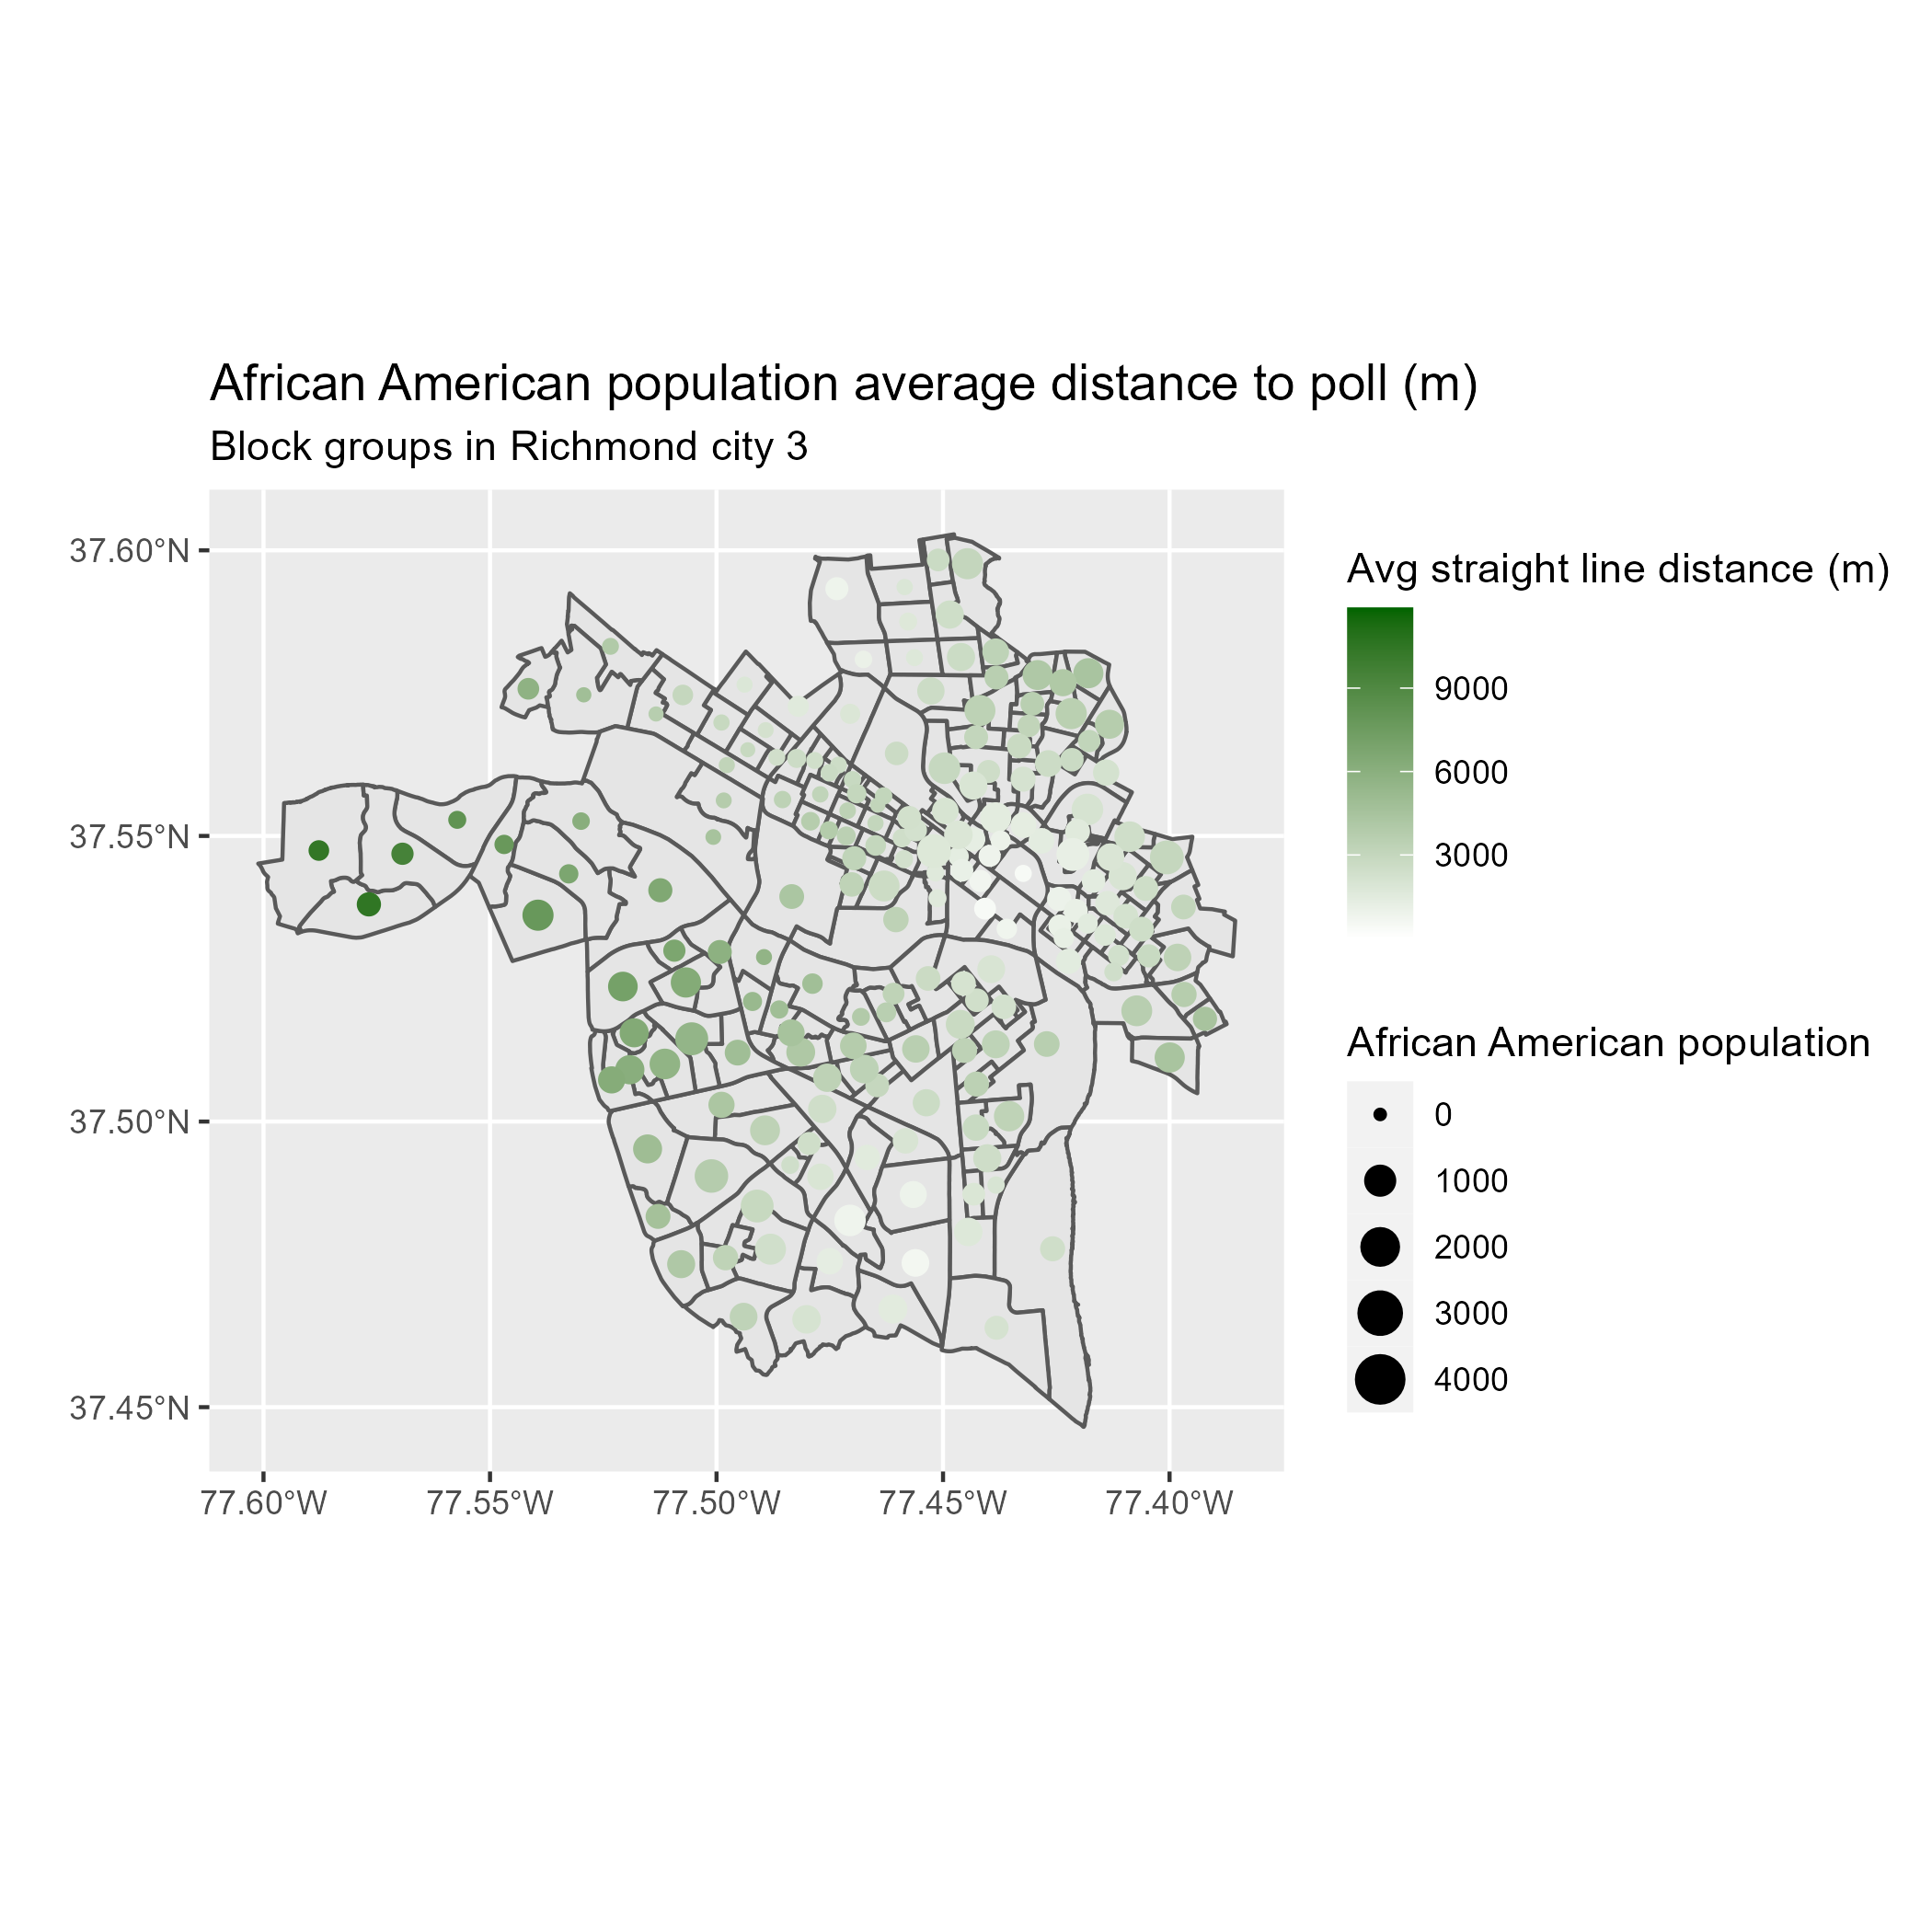 African American population average distance to poll (m)
Block groups in Richmond city 3
37.60°N
37.55°N
37.50°N
37.45°N
77.60°W
77.55°W
77.50°W
77.45°W
77.40°W
Avg straight line distance (m)
9000
6000
3000
African American population
0
1000
2000
3000
4000